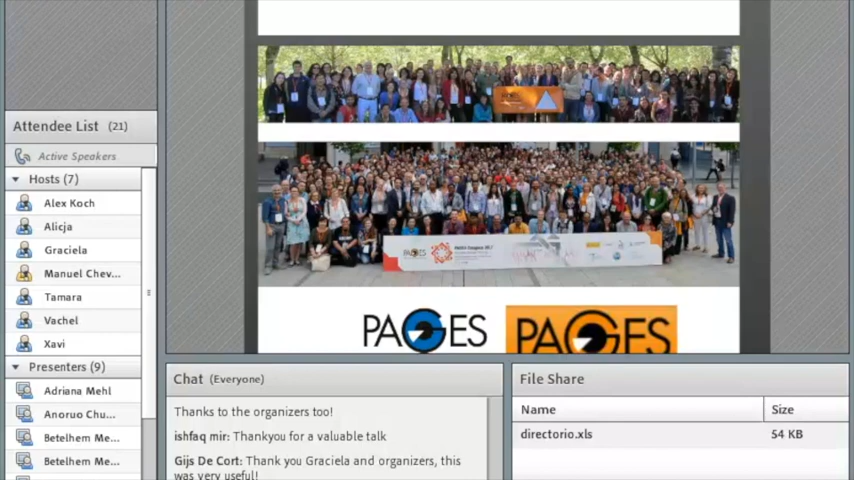 Attendee List (21)
Active Speakers
Hosts (7)
Alex Koch
Alicja
Graciela
Manuel Chev...
Tamara
Vachel
Xavi
Presenters (9)
Adriana Mehl
Anoruo Chu...
Betelhem Me...
Betelhem Me...
PAGES
PAGES
PAGES
Chat (Everyone)
Thanks to the organizers too!
ishfaq mir: Thankyou for a valuable talk
Gijs De Cort: Thank you Graciela and organizers, this
was very useful!
File Share
Name
Size
directorio.xls
54 KB